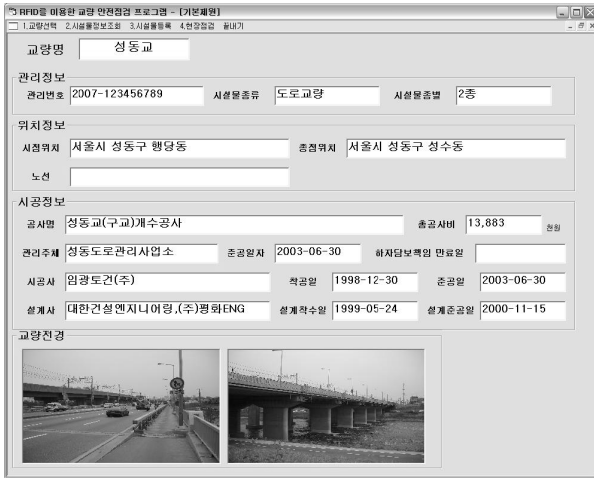 RFID를 이용한 교량 안전점검 프로그램 - [기본제원]
1.교량선택 2.시설물정보조회 3.시설물등록 4.현장점검 끝내기
교량명 성동교
관리정보
관리번호 2007-123456789 시설물종류 도로교량 시설물종별 2종
위치정보
시점위치 서울시 성동구 행당동 종점위치 서울시 성동구 성수동
노선
시공정보
공사명 성동교(구교)개수공사 총공사비 13,883 천원
관리주체 성동도로관리사업소 준공일자 2003-06-30 하자담보책임 만료일
시공사 임광토건(주) 착공일 1998-12-30 준공일 2003-06-30
설계사 대한건설엔지니어링,(주)평화ENG 설계착수일 1999-05-24 설계준공일 2000-11-15
교량전경